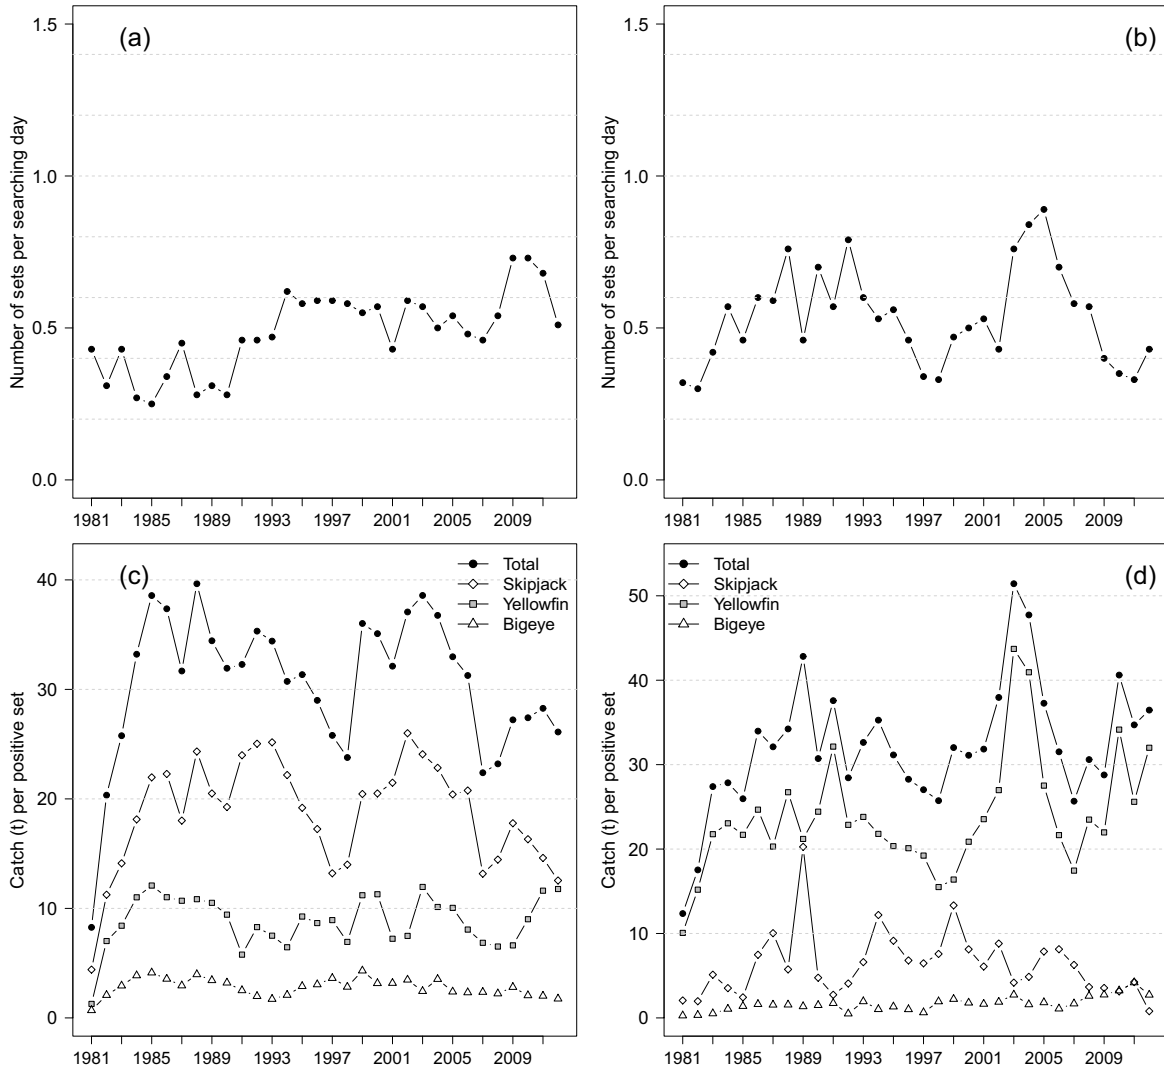 (a)
Number of sets per searching day
1.5
1.0
0.5
0.0
1981 1985 1989 1993 1997 2001 2005 2009
(b)
Number of sets per searching day
1.5
1.0
0.5
0.0
1981 1985 1989 1993 1997 2001 2005 2009
(c)
Total
Skipjack
Yellowfin
Bigeye
Catch (t) per positive set
40
30
20
10
0
1981 1985 1989 1993 1997 2001 2005 2009
(d)
Total
Skipjack
Yellowfin
Bigeye
Catch (t) per positive set
50
40
30
20
10
0
1981 1985 1989 1993 1997 2001 2005 2009